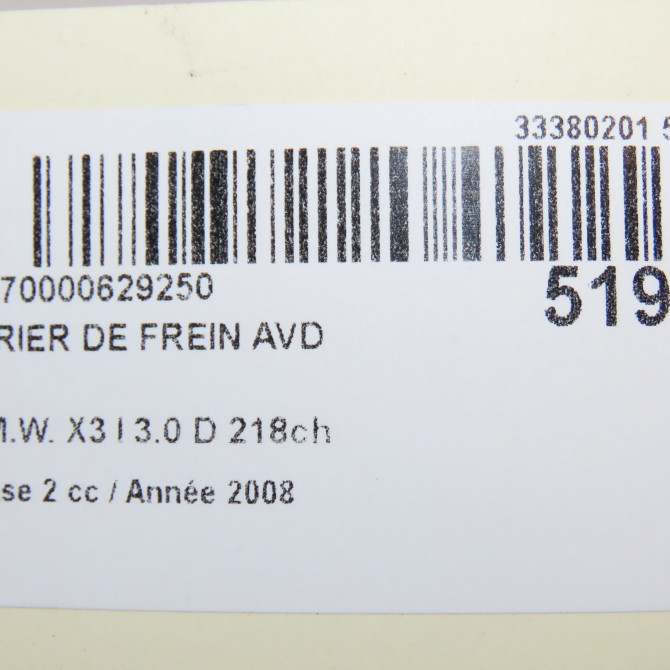 33380201 5
70000629250
519
RIER DE FREIN AVD
M.W. X3 I 3.0 D 218ch
se 2 cc / Année 2008